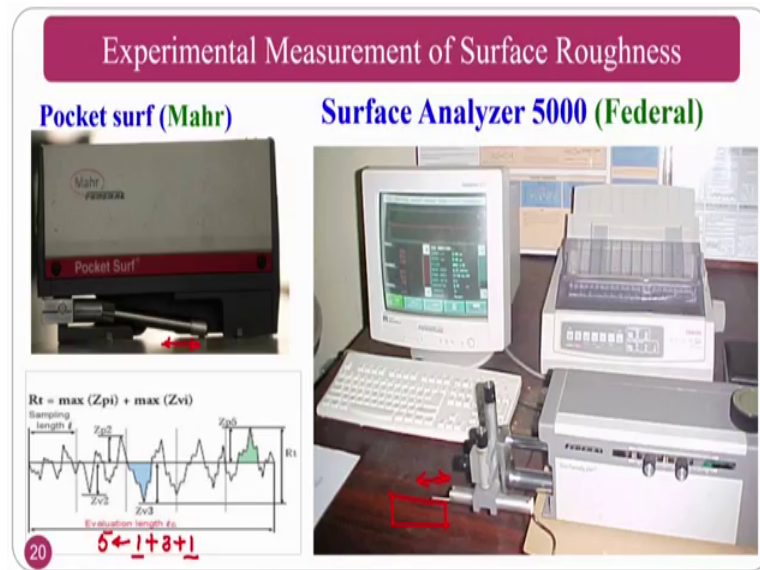 Experimental Measurement of Surface Roughness
Pocket surf (Mahr)
Surface Analyzer 5000 (Federal)
Mahr
FEDERAL
Pocket Surf
Rt = max (Zpi) + max (Zvi)
Sampling
length ℓ
Zp2
Zp5
Rt
Zv2
Zv3
Evaluation length ℓn
5 ← 1 + 3 + 1
FEDERAL
20